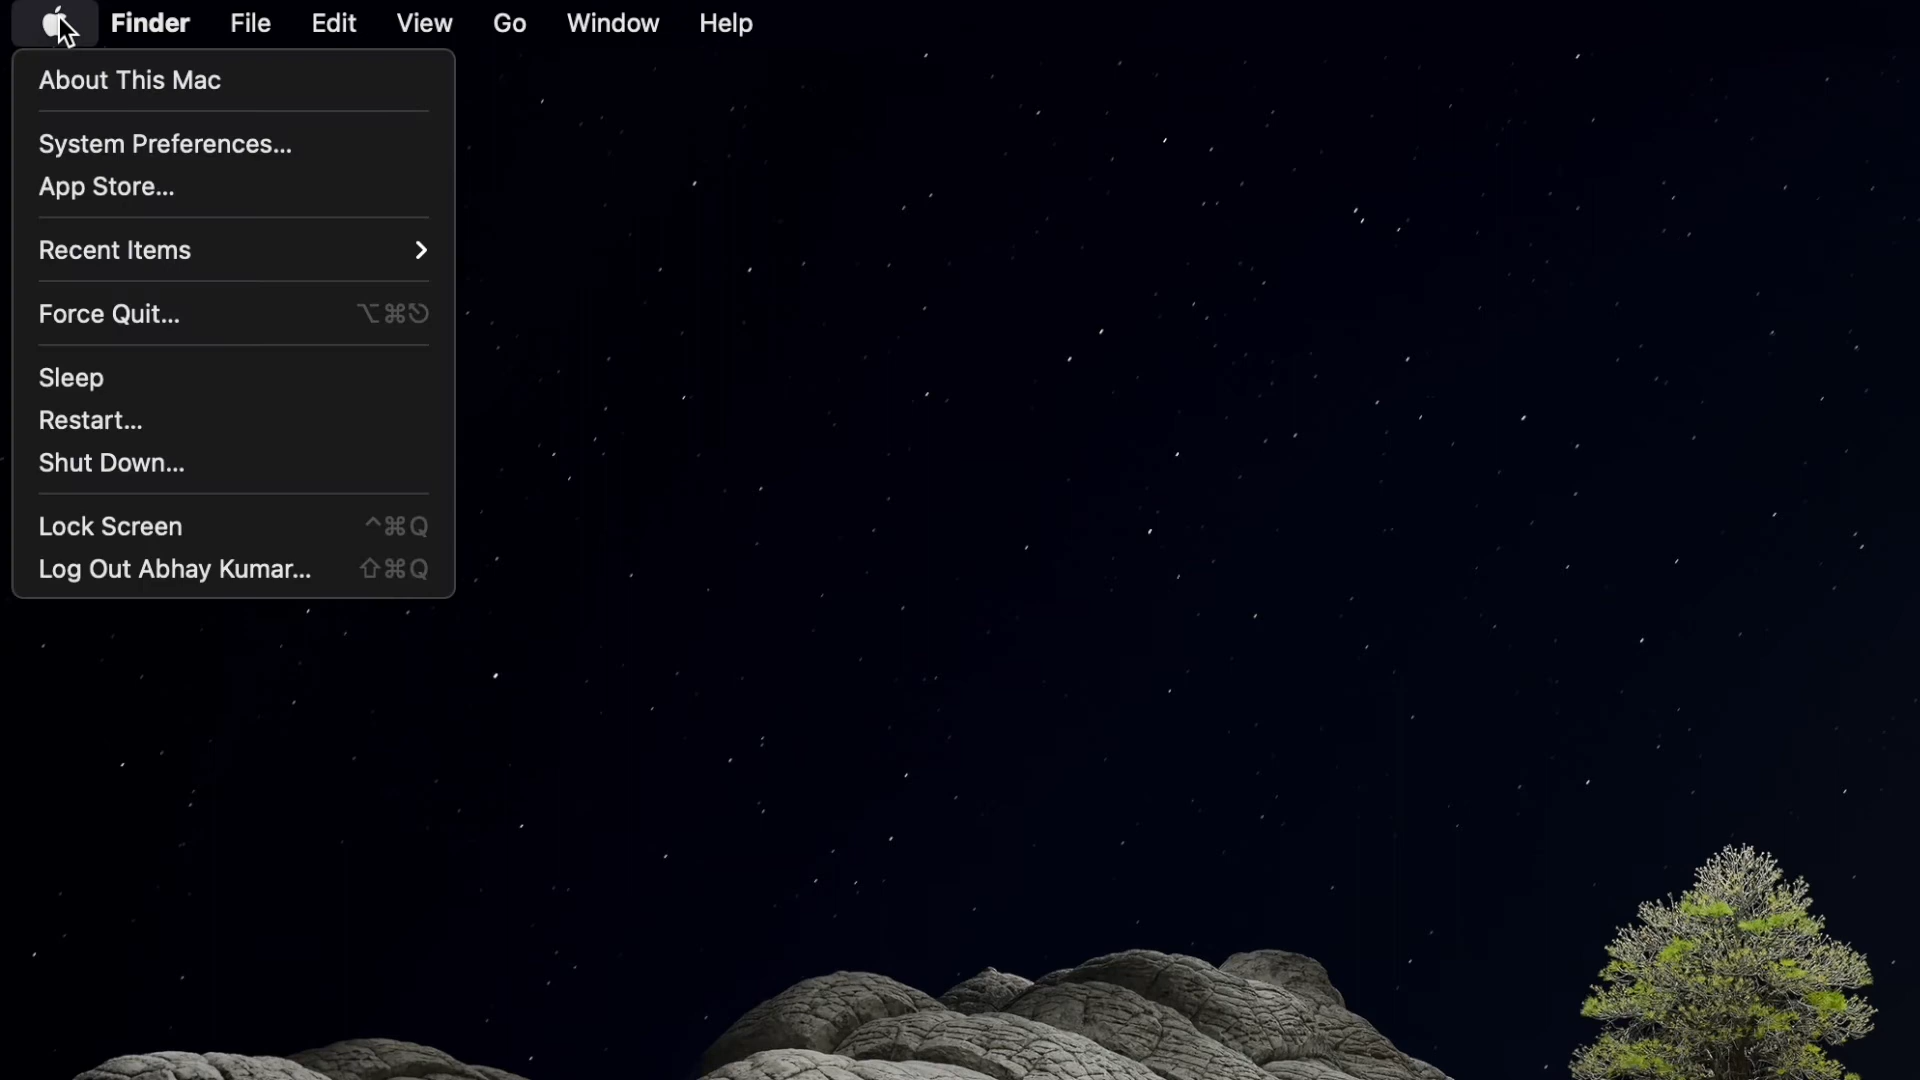 Finder File Edit View Go Window Help
About This Mac
System Preferences...
App Store...
Recent Items
Force Quit... ⌥⌘⎋
Sleep
Restart...
Shut Down...
Lock Screen ^⌘Q
Log Out Abhay Kumar... ⇧⌘Q